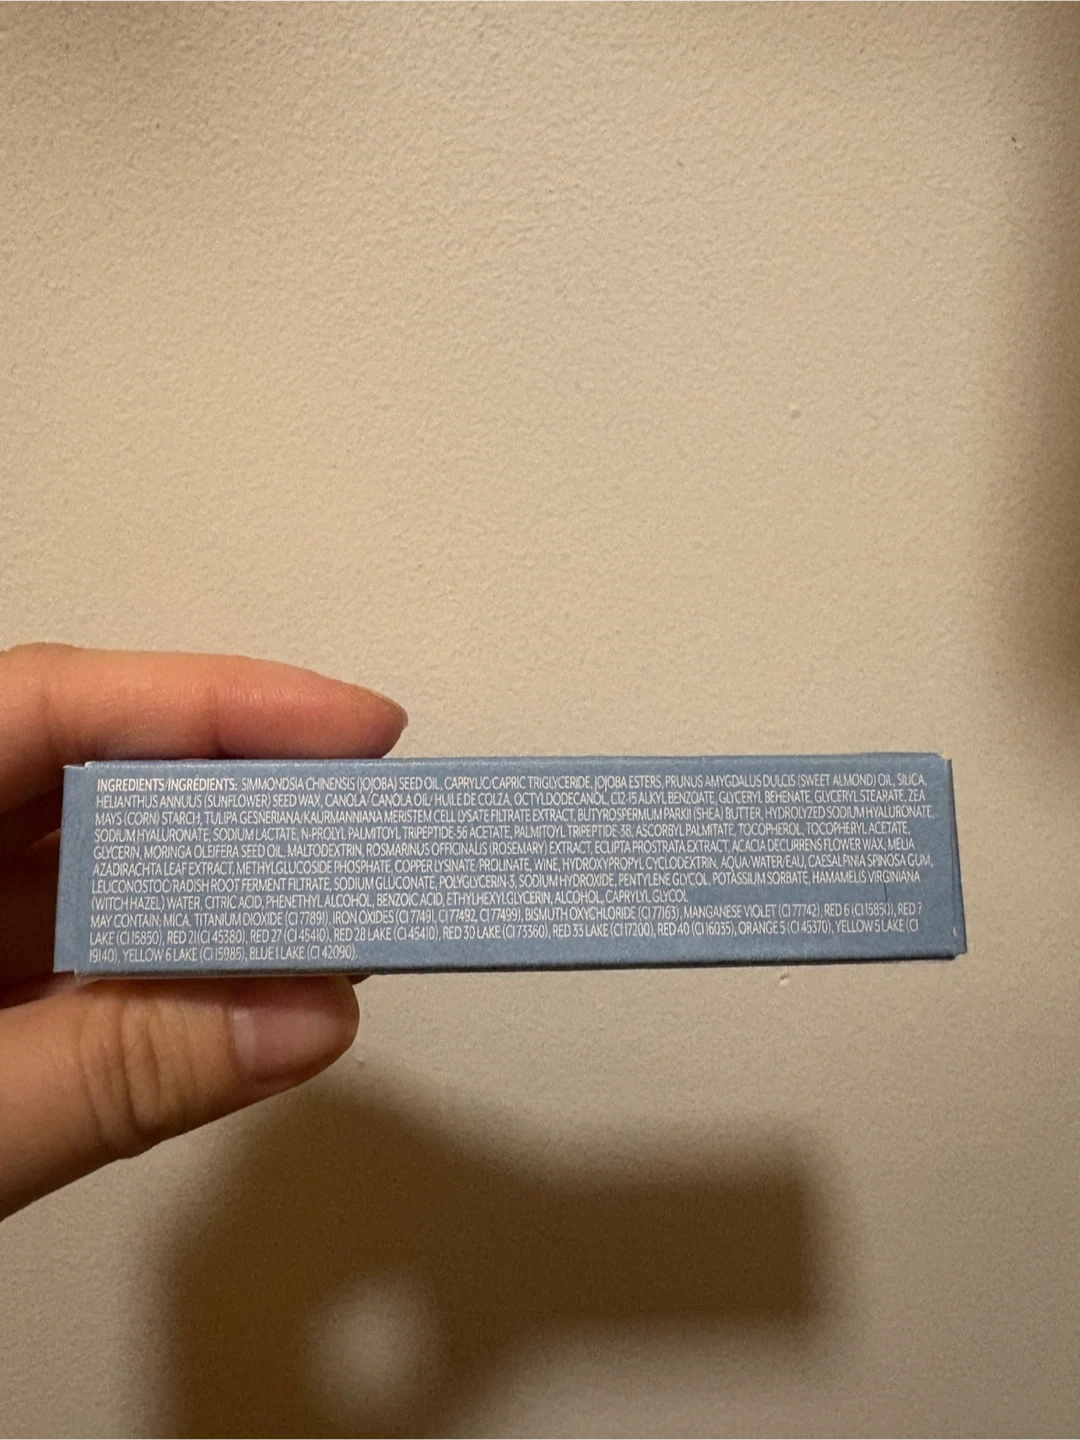 INGREDIENTS/INGRÉDIENTS: SIMMONDSIA CHINENSIS (JOJOBA) SEED OIL, CAPRYLIC/CAPRIC TRIGLYCERIDE, JOJOBA ESTERS, PRUNUS AMYGDALUS DULCIS (SWEET ALMOND) OIL, SILICA,
HELIANTHUS ANNUUS (SUNFLOWER) SEED WAX, CANOLA/CANOLA OIL/HUILE DE COLZA, OCTYLDODECANOL, C12-15 ALKYL BENZOATE, GLYCERYL BEHENATE, GLYCERYL STEARATE, ZEA
MAYS (CORN) STARCH, TULIPA GESNERIANA/KAURMANNIANA MERISTEM CELL LYSATE FILTRATE EXTRACT, BUTYROSPERMUM PARKII (SHEA) BUTTER, HYDROLYZED SODIUM HYALURONATE,
SODIUM HYALURONATE, SODIUM LACTATE, N-PROLYL PALMITOYL TRIPEPTIDE-56 ACETATE, PALMITOYL TRIPEPTIDE-38, ASCORBYL PALMITATE, TOCOPHEROL, TOCOPHERYL ACETATE,
GLYCERIN, MORINGA OLEIFERA SEED OIL, MALTODEXTRIN, ROSMARINUS OFFICINALIS (ROSEMARY) EXTRACT, ECLIPTA PROSTRATA EXTRACT, ACACIA DECURRENS FLOWER WAX, MELIA
AZADIRACHTA LEAF EXTRACT, METHYLGLUCOSIDE PHOSPHATE, COPPER LYSINATE/PROLINATE, WINE, HYDROXYPROPYL CYCLODEXTRIN, AQUA/WATER/EAU, CAESALPINIA SPINOSA GUM,
LEUCONOSTOC/RADISH ROOT FERMENT FILTRATE, SODIUM GLUCONATE, POLYGLYCERIN-3, SODIUM HYDROXIDE, PENTYLENE GLYCOL, POTASSIUM SORBATE, HAMAMELIS VIRGINIANA
(WITCH HAZEL) WATER, CITRIC ACID, PHENETHYL ALCOHOL, BENZOIC ACID, ETHYLHEXYLGLYCERIN, ALCOHOL, CAPRYLYL GLYCOL
MAY CONTAIN: MICA, TITANIUM DIOXIDE (CI 77891), IRON OXIDES (CI 77491, CI 77492, CI 77499), BISMUTH OXYCHLORIDE (CI 77163), MANGANESE VIOLET (CI 77742), RED 6 (CI 15850), RED 7
LAKE (CI 15850), RED 21 (CI 45380), RED 27 (CI 45410), RED 28 LAKE (CI 45410), RED 30 LAKE (CI 73360), RED 33 LAKE (CI 17200), RED 40 (CI 16035), ORANGE 5 (CI 45370), YELLOW 5 LAKE (CI
19140), YELLOW 6 LAKE (CI 15985), BLUE 1 LAKE (CI 42090).